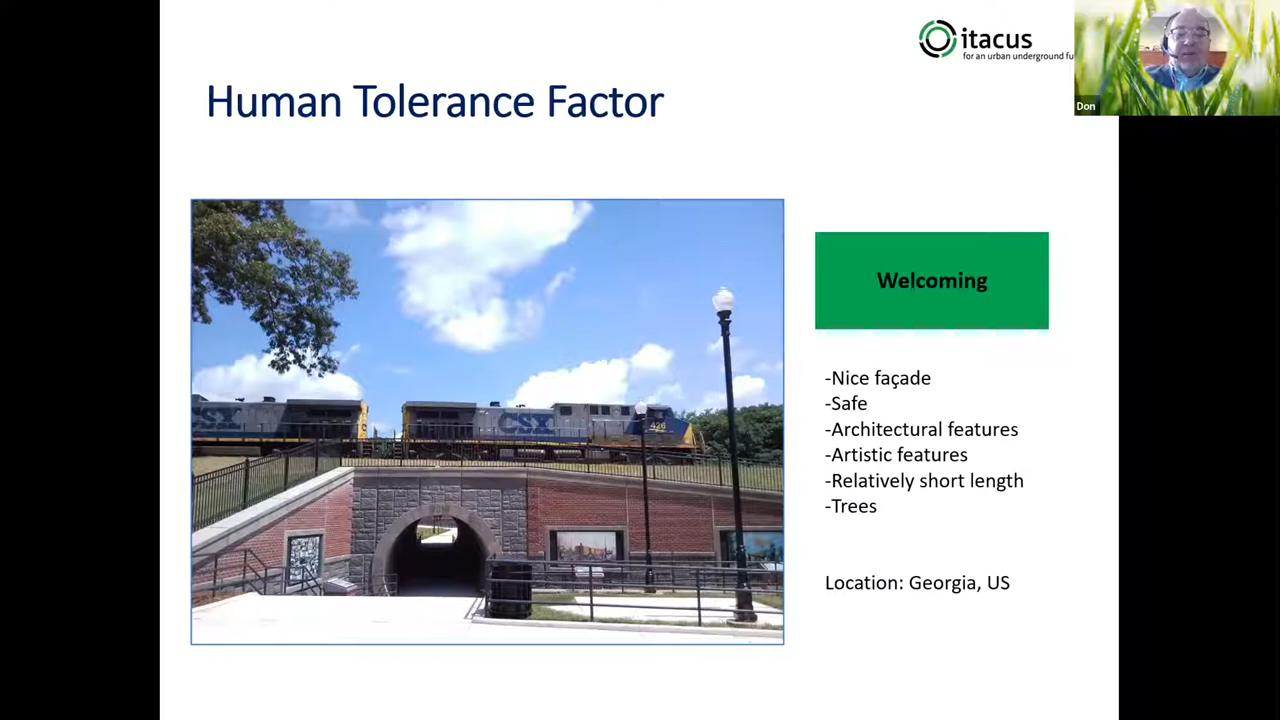 itacus
for an urban underground fu
Don
Human Tolerance Factor
CSX
CSX
426
Welcoming
-Nice façade
-Safe
-Architectural features
-Artistic features
-Relatively short length
-Trees
Location: Georgia, US